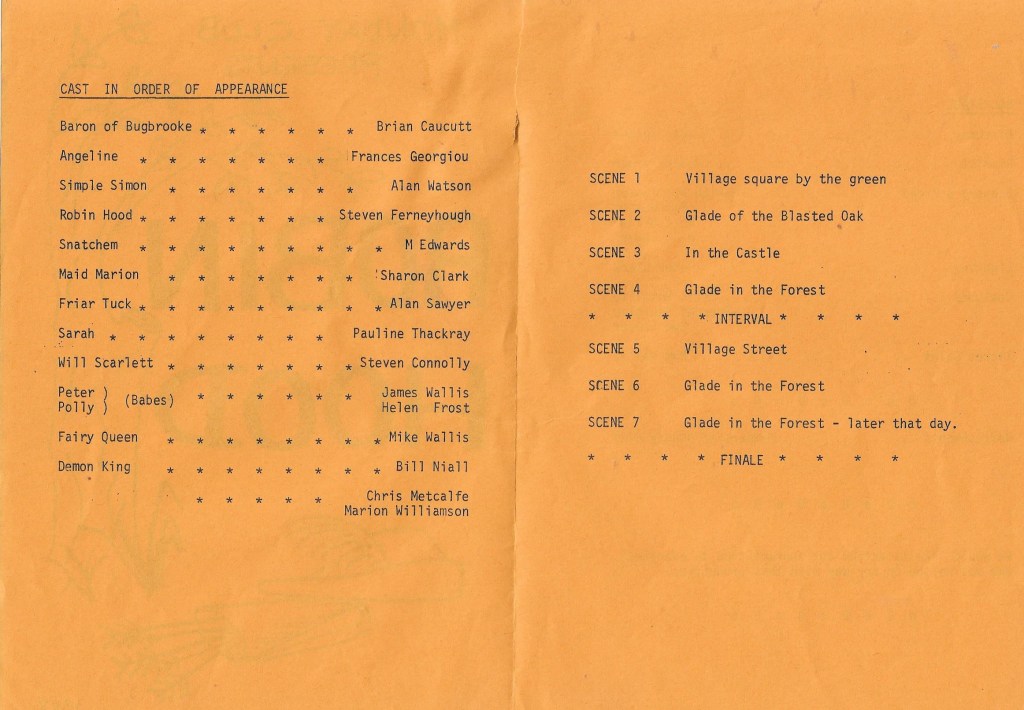 CAST IN ORDER OF APPEARANCE
Baron of Bugbrooke * * * * * * Brian Caucutt
Angeline * * * * * * * Frances Georgiou
Simple Simon * * * * * * * Alan Watson
Robin Hood * * * * * * * Steven Ferneyhough
Snatchem * * * * * * * * * M Edwards
Maid Marion * * * * * * * Sharon Clark
Friar Tuck * * * * * * * * * Alan Sawyer
Sarah * * * * * * * * Pauline Thackray
Will Scarlett * * * * * * * Steven Connolly
Peter ) (Babes) * * * * * * James Wallis
Polly ) Helen Frost
Fairy Queen * * * * * * * * Mike Wallis
Demon King * * * * * * * * Bill Niall
* * * * * Chris Metcalfe
Marion Williamson
SCENE 1 Village square by the green
SCENE 2 Glade of the Blasted Oak
SCENE 3 In the Castle
SCENE 4 Glade in the Forest
* * * * INTERVAL * * * *
SCENE 5 Village Street
SCENE 6 Glade in the Forest
SCENE 7 Glade in the Forest - later that day.
* * * * FINALE * * * *